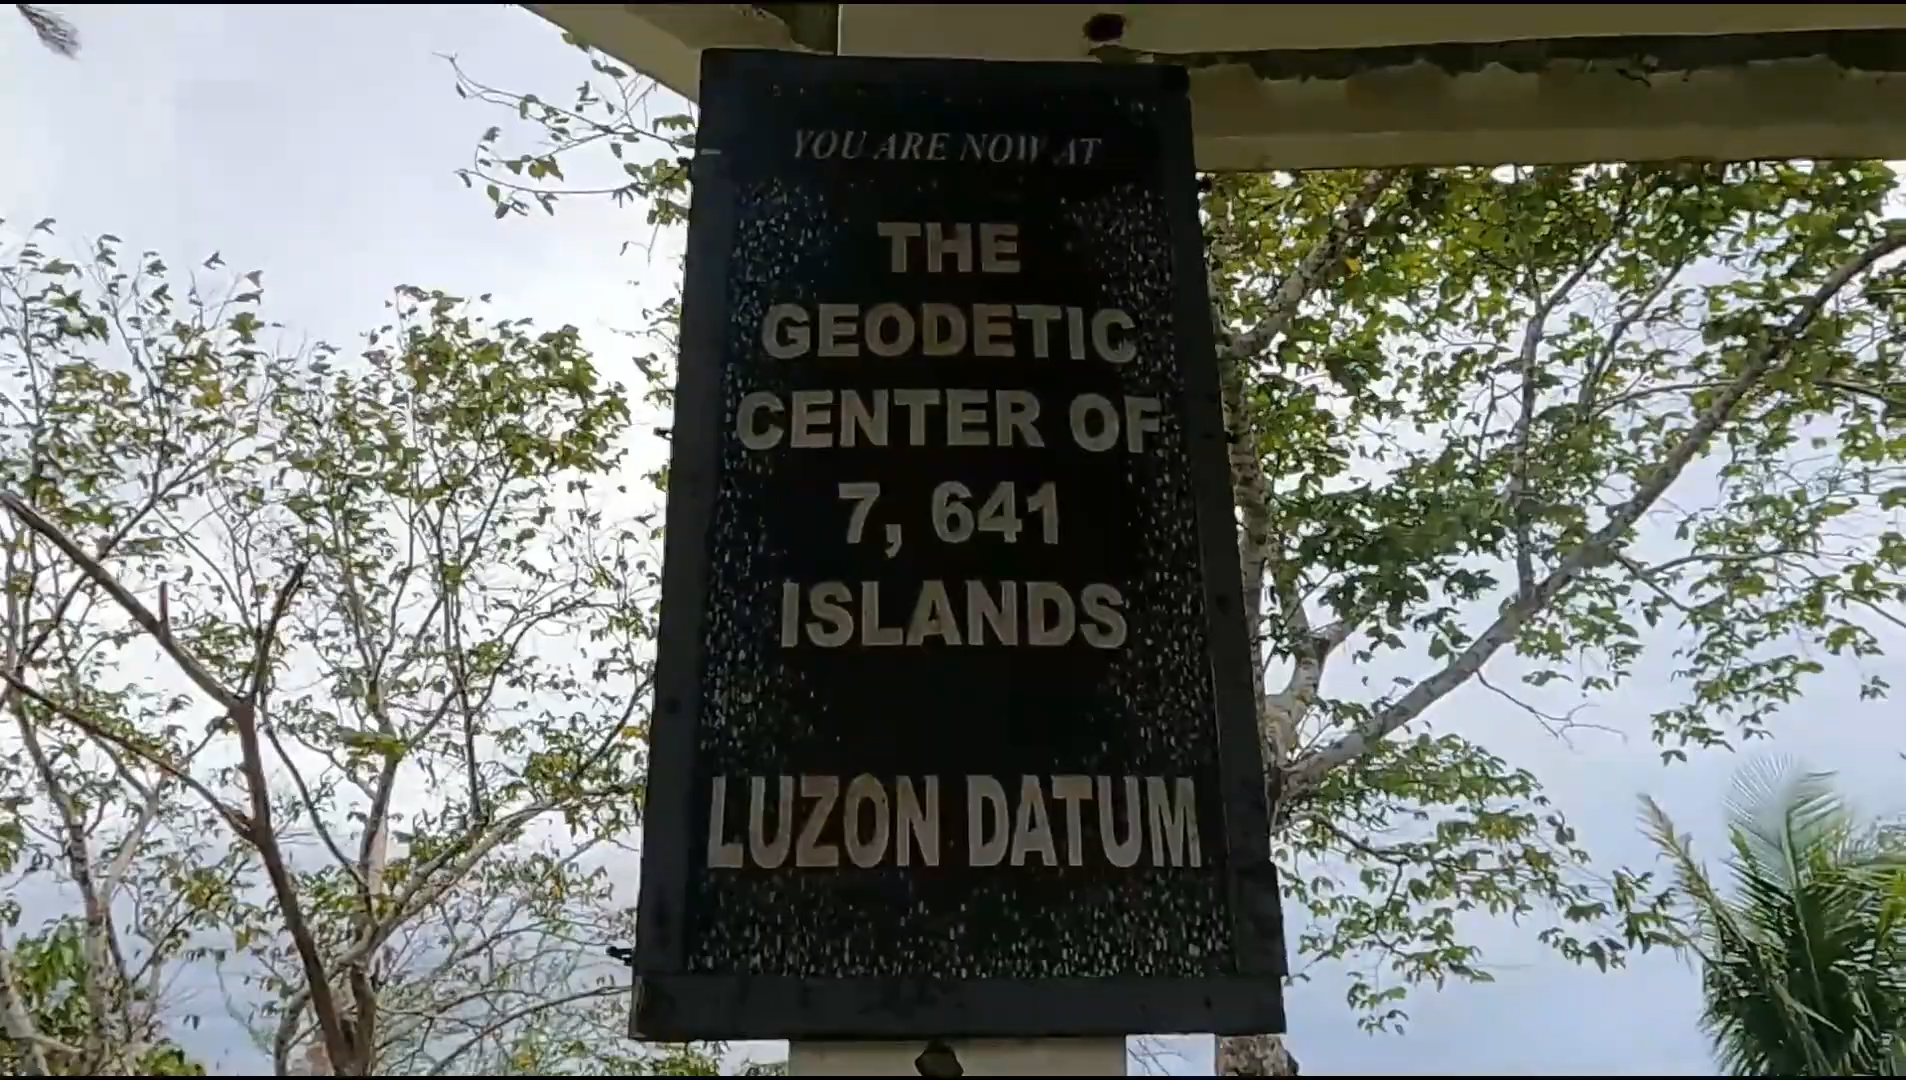 YOU ARE NOW AT
THE
GEODETIC
CENTER OF
7, 641
ISLANDS
LUZON DATUM